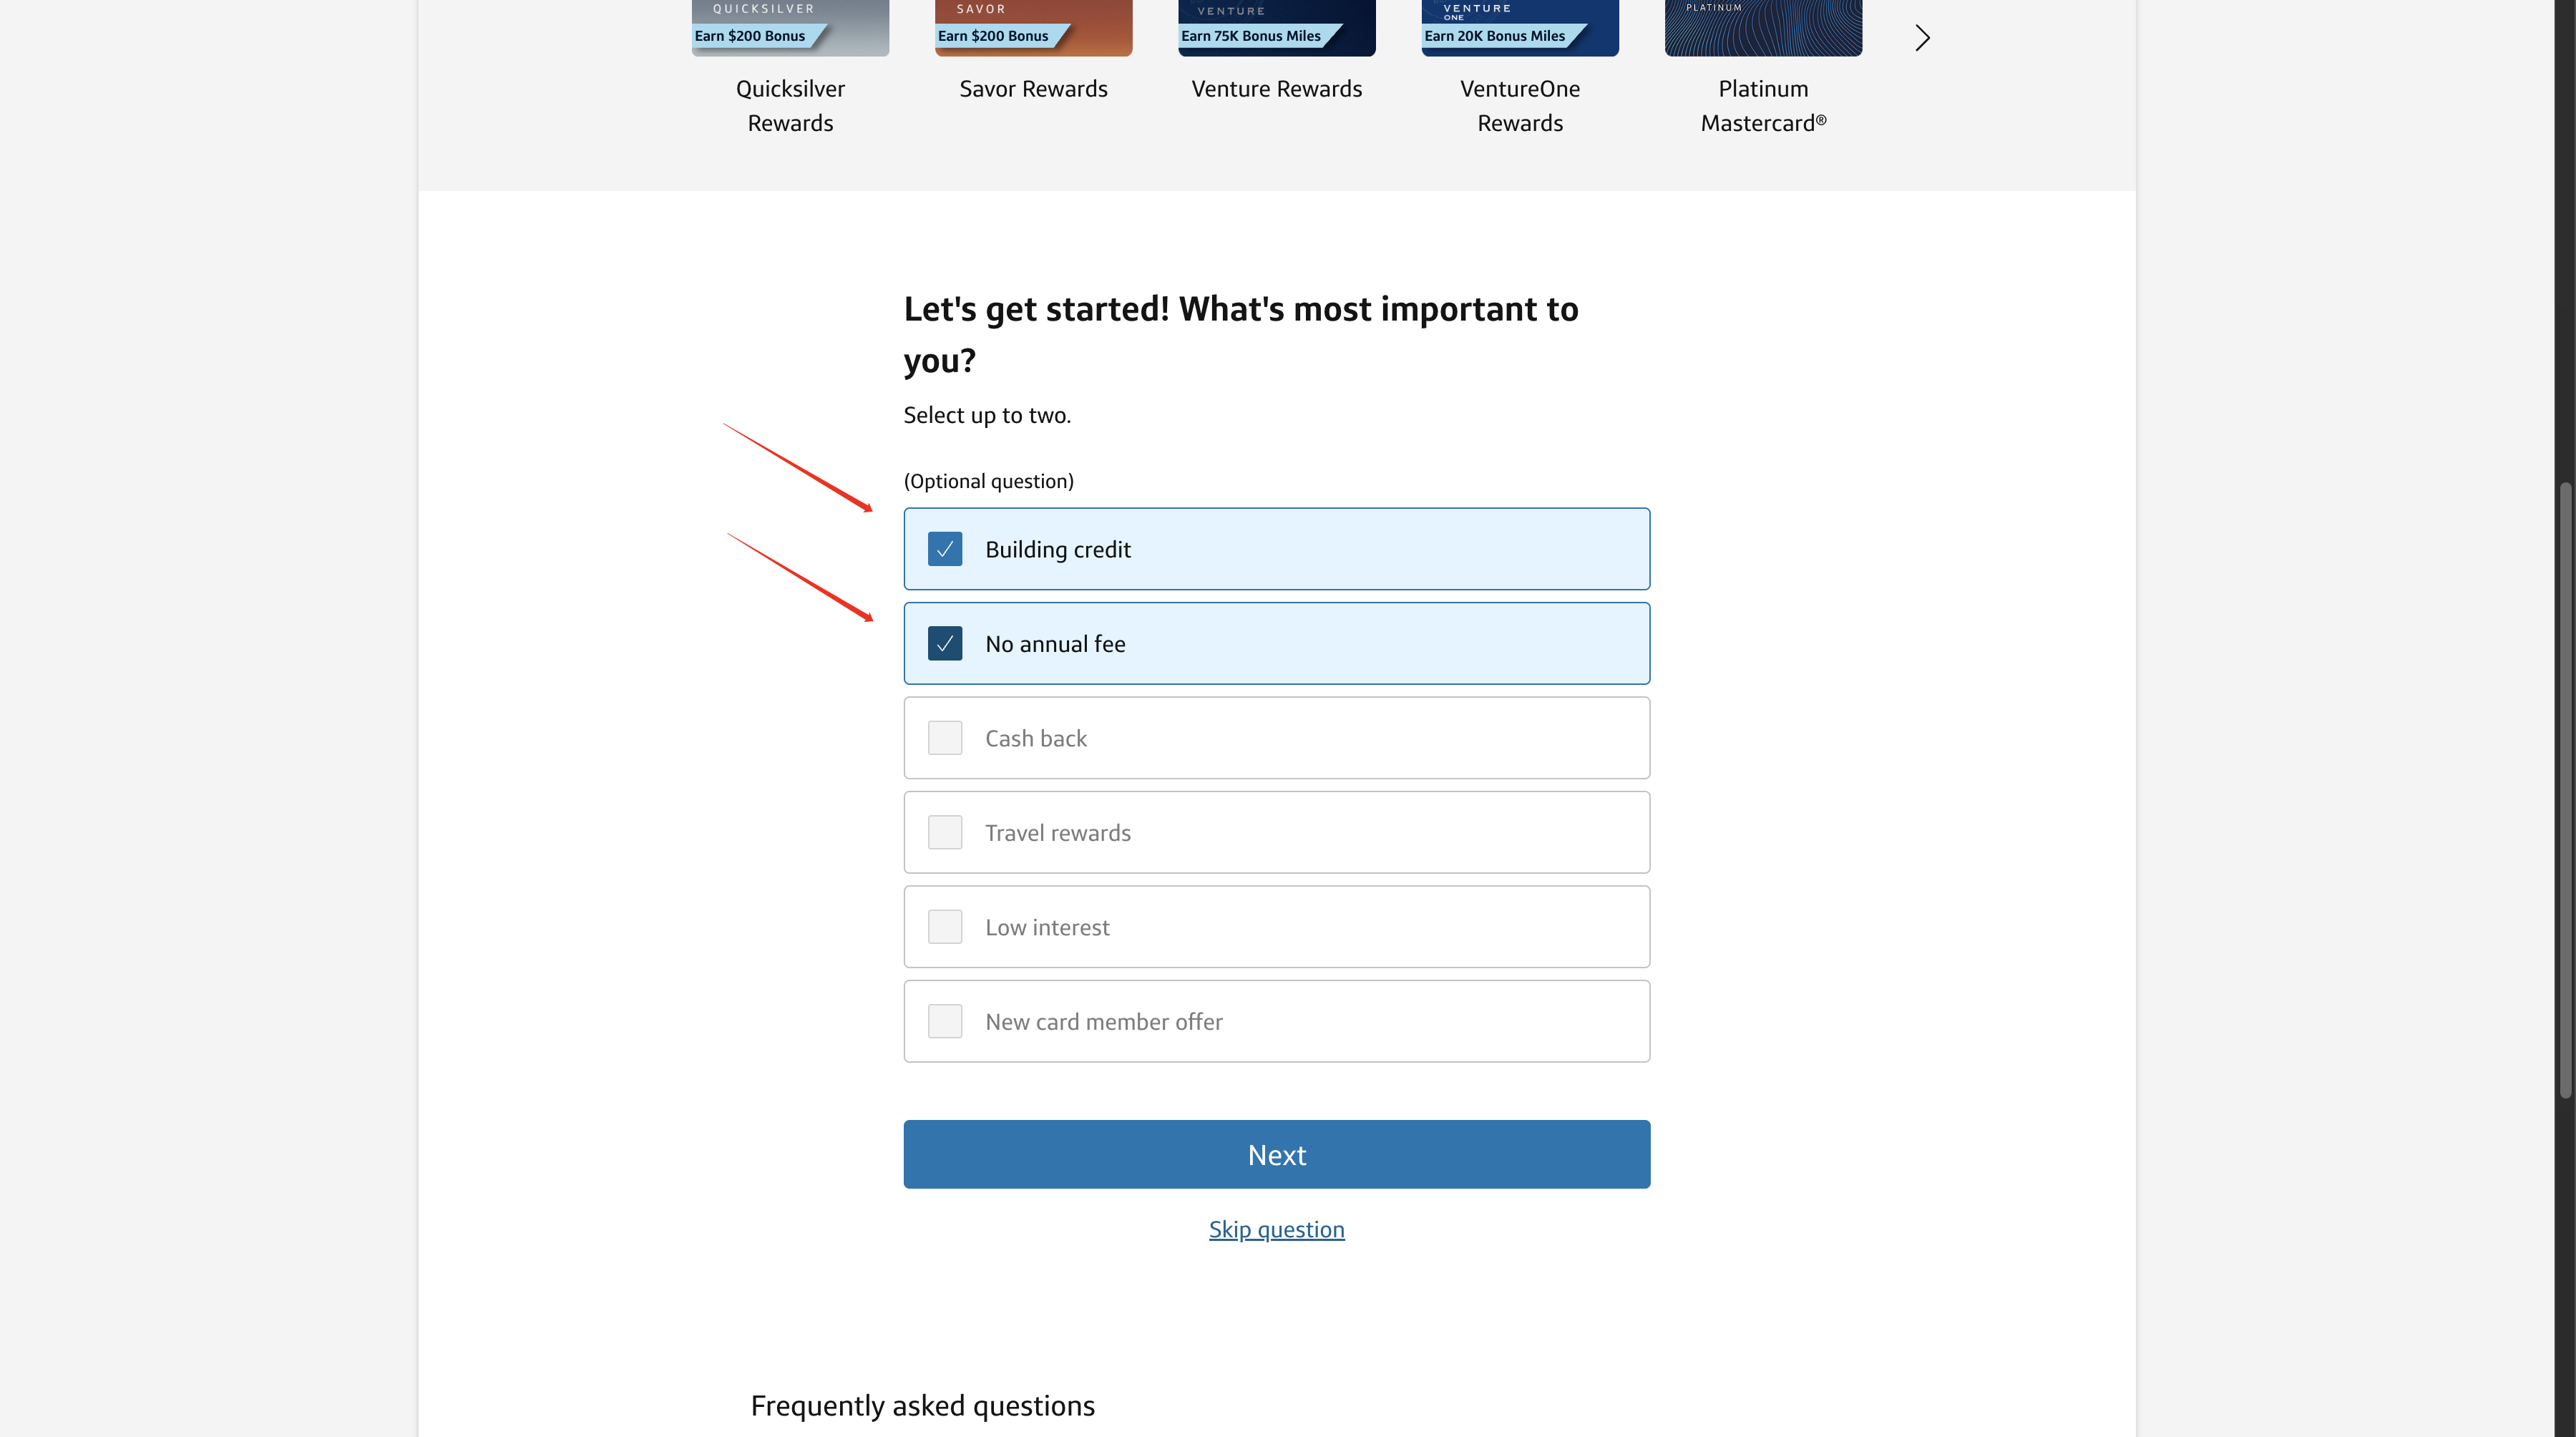 QUICKSILVER
SAVOR
VENTURE
VENTURE
ONE
PLATINUM
Earn $200 Bonus
Earn $200 Bonus
Earn 75K Bonus Miles
Earn 20K Bonus Miles
Quicksilver
Rewards
Savor Rewards
Venture Rewards
VentureOne
Rewards
Platinum
Mastercard®
Let's get started! What's most important to
you?
Select up to two.
(Optional question)
Building credit
No annual fee
Cash back
Travel rewards
Low interest
New card member offer
Next
Skip question
Frequently asked questions